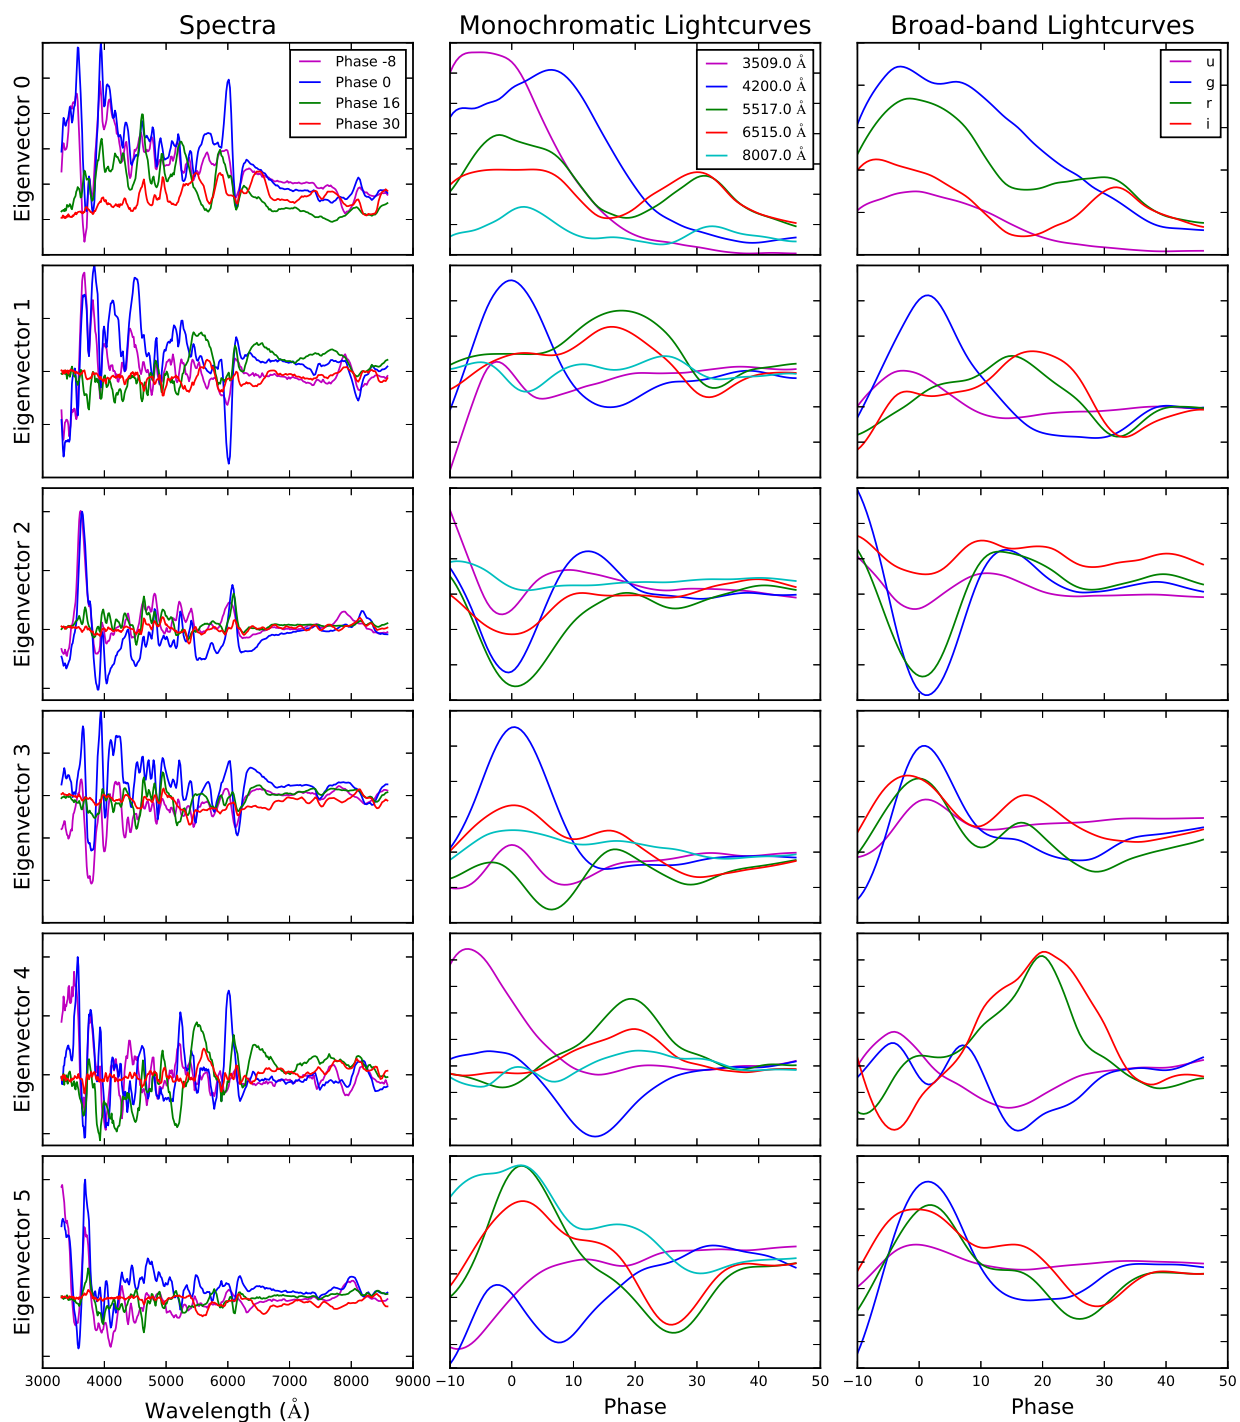 Spectra
Monochromatic Lightcurves
Broad-band Lightcurves
Eigenvector 0
Phase -8
Phase 0
Phase 16
Phase 30
3509.0 Å
4200.0 Å
5517.0 Å
6515.0 Å
8007.0 Å
u
g
r
i
Eigenvector 1
Eigenvector 2
Eigenvector 3
Eigenvector 4
Eigenvector 5
3000 4000 5000 6000 7000 8000 9000
−10 0 10 20 30 40 50
−10 0 10 20 30 40 50
Wavelength (Å)
Phase
Phase